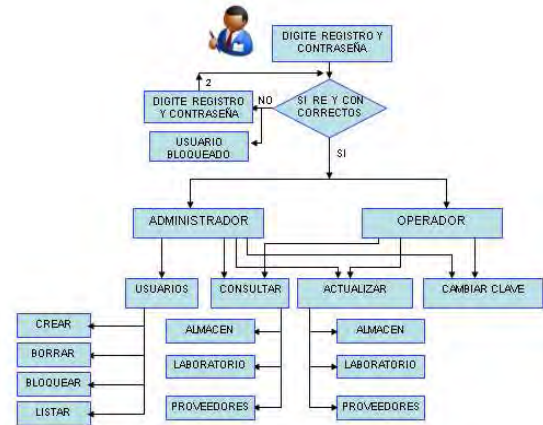 DIGITE REGISTRO Y
CONTRASEÑA
2
DIGITE REGISTRO
Y CONTRASEÑA
NO
SI RE Y CON
CORRECTOS
USUARIO
BLOQUEADO
SI
ADMINISTRADOR
OPERADOR
USUARIOS
CONSULTAR
ACTUALIZAR
CAMBIAR CLAVE
CREAR
BORRAR
BLOQUEAR
LISTAR
ALMACEN
LABORATORIO
PROVEEDORES
ALMACEN
LABORATORIO
PROVEEDORES